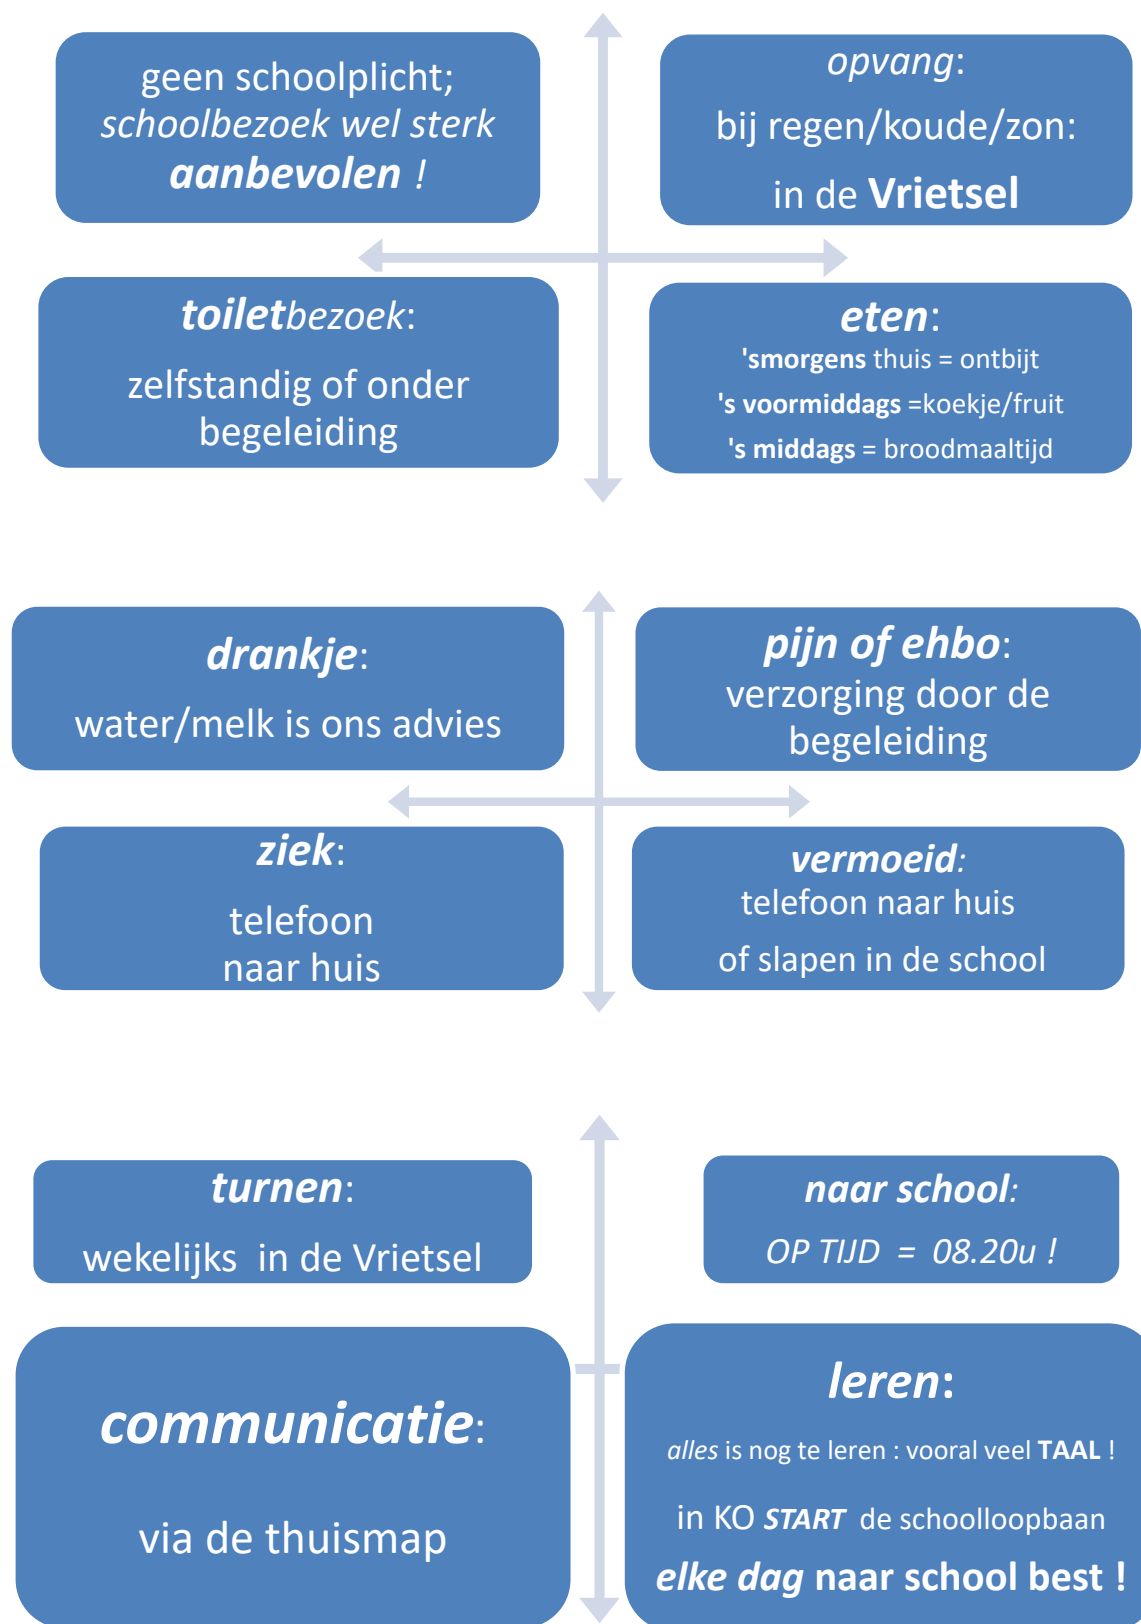 geen schoolplicht;
schoolbezoek wel sterk
aanbevolen !
opvang:
bij regen/koude/zon:
in de Vrietsel
toiletbezoek:
zelfstandig of onder
begeleiding
eten:
'smorgens thuis = ontbijt
's voormiddags =koekje/fruit
's middags = broodmaaltijd
drankje:
water/melk is ons advies
pijn of ehbo:
verzorging door de
begeleiding
ziek:
telefoon
naar huis
vermoeid:
telefoon naar huis
of slapen in de school
turnen:
wekelijks in de Vrietsel
naar school:
OP TIJD = 08.20u !
communicatie:
via de thuismap
leren:
alles is nog te leren : vooral veel TAAL !
in KO START de schoolloopbaan
elke dag naar school best !